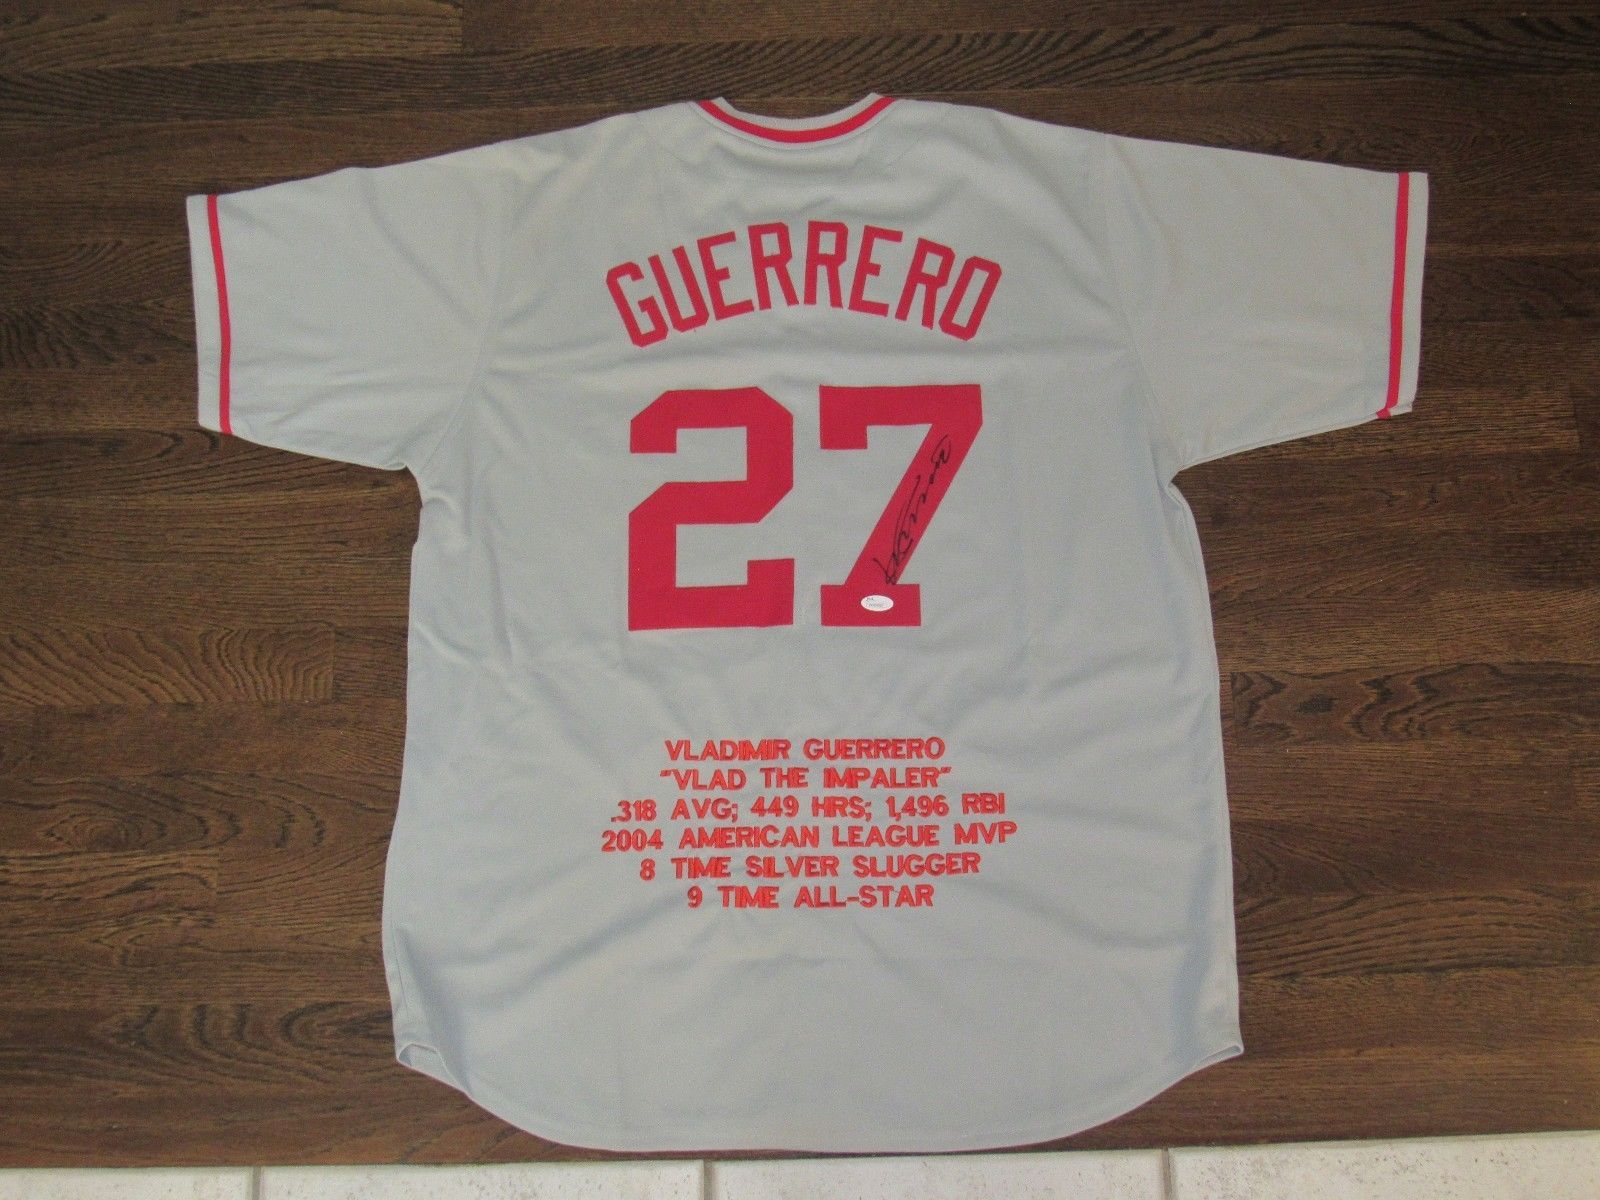 GUERRERO
27
VLADIMIR GUERRERO
"VLAD THE IMPALER"
.318 AVG; 449 HRS; 1,496 RBI
2004 AMERICAN LEAGUE MVP
8 TIME SILVER SLUGGER
9 TIME ALL-STAR